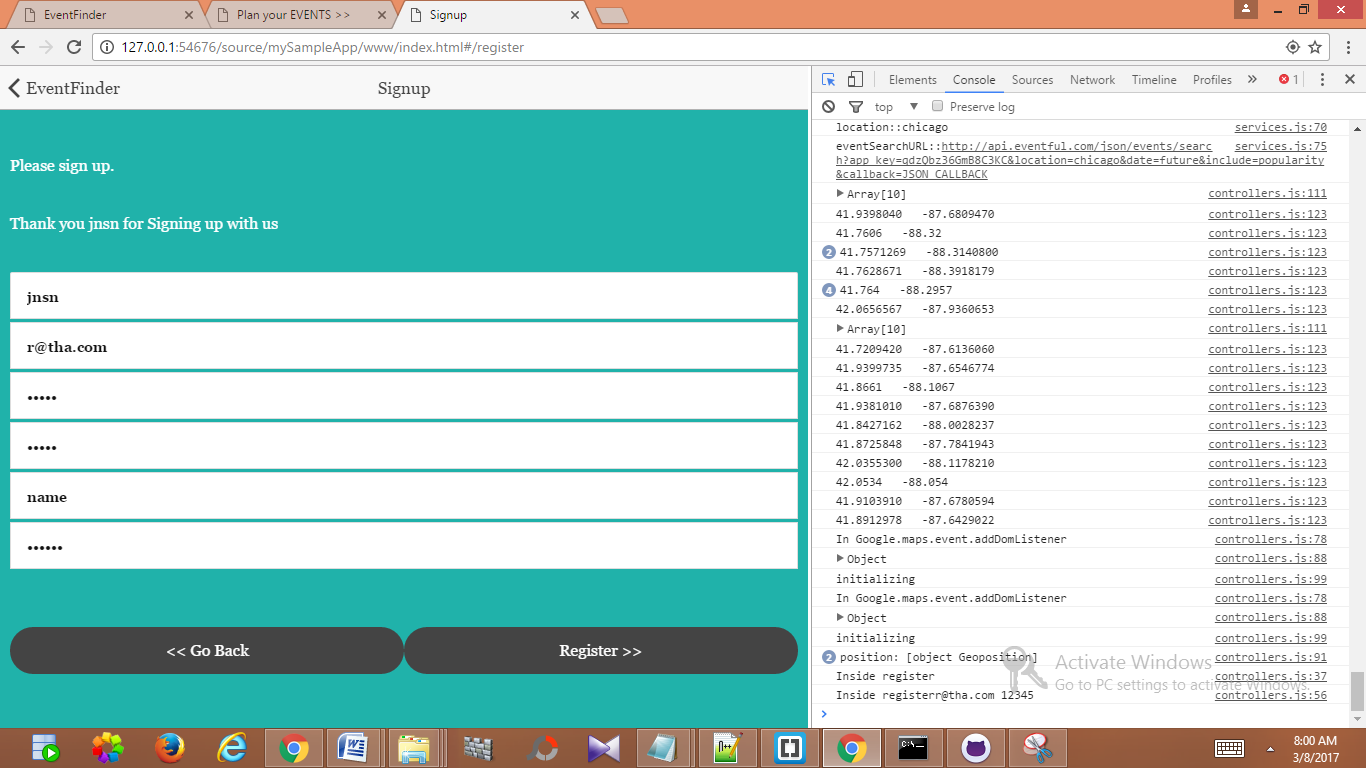 EventFinder
Plan your EVENTS >>
Signup
127.0.0.1:54676/source/mySampleApp/www/index.html#/register
EventFinder
Signup
Please sign up.
Thank you jnsn for Signing up with us
jnsn
r@tha.com
•••••
•••••
name
••••••
<< Go Back
Register >>
Elements Console Sources Network Timeline Profiles » 1
top Preserve log
location::chicago services.js:70
eventSearchURL::http://api.eventful.com/json/events/searc services.js:75
h?app_key=qdzQbz36GmB8C3KC&location=chicago&date=future&include=popularity
&callback=JSON_CALLBACK
Array[10] controllers.js:111
41.9398040 -87.6809470 controllers.js:123
41.7606 -88.32 controllers.js:123
2 41.7571269 -88.3140800 controllers.js:123
41.7628671 -88.3918179 controllers.js:123
4 41.764 -88.2957 controllers.js:123
42.0656567 -87.9360653 controllers.js:123
Array[10] controllers.js:111
41.7209420 -87.6136060 controllers.js:123
41.9399735 -87.6546774 controllers.js:123
41.8661 -88.1067 controllers.js:123
41.9381010 -87.6876390 controllers.js:123
41.8427162 -88.0028237 controllers.js:123
41.8725848 -87.7841943 controllers.js:123
42.0355300 -88.1178210 controllers.js:123
42.0534 -88.054 controllers.js:123
41.9103910 -87.6780594 controllers.js:123
41.8912978 -87.6429022 controllers.js:123
In Google.maps.event.addDomListener controllers.js:78
Object controllers.js:88
initializing controllers.js:99
In Google.maps.event.addDomListener controllers.js:78
Object controllers.js:88
initializing controllers.js:99
2 position: [object Geoposition] controllers.js:91
Inside register controllers.js:37
Inside registerr@tha.com 12345 controllers.js:56
Activate Windows
Go to PC settings to activate Windows.
8:00 AM
3/8/2017